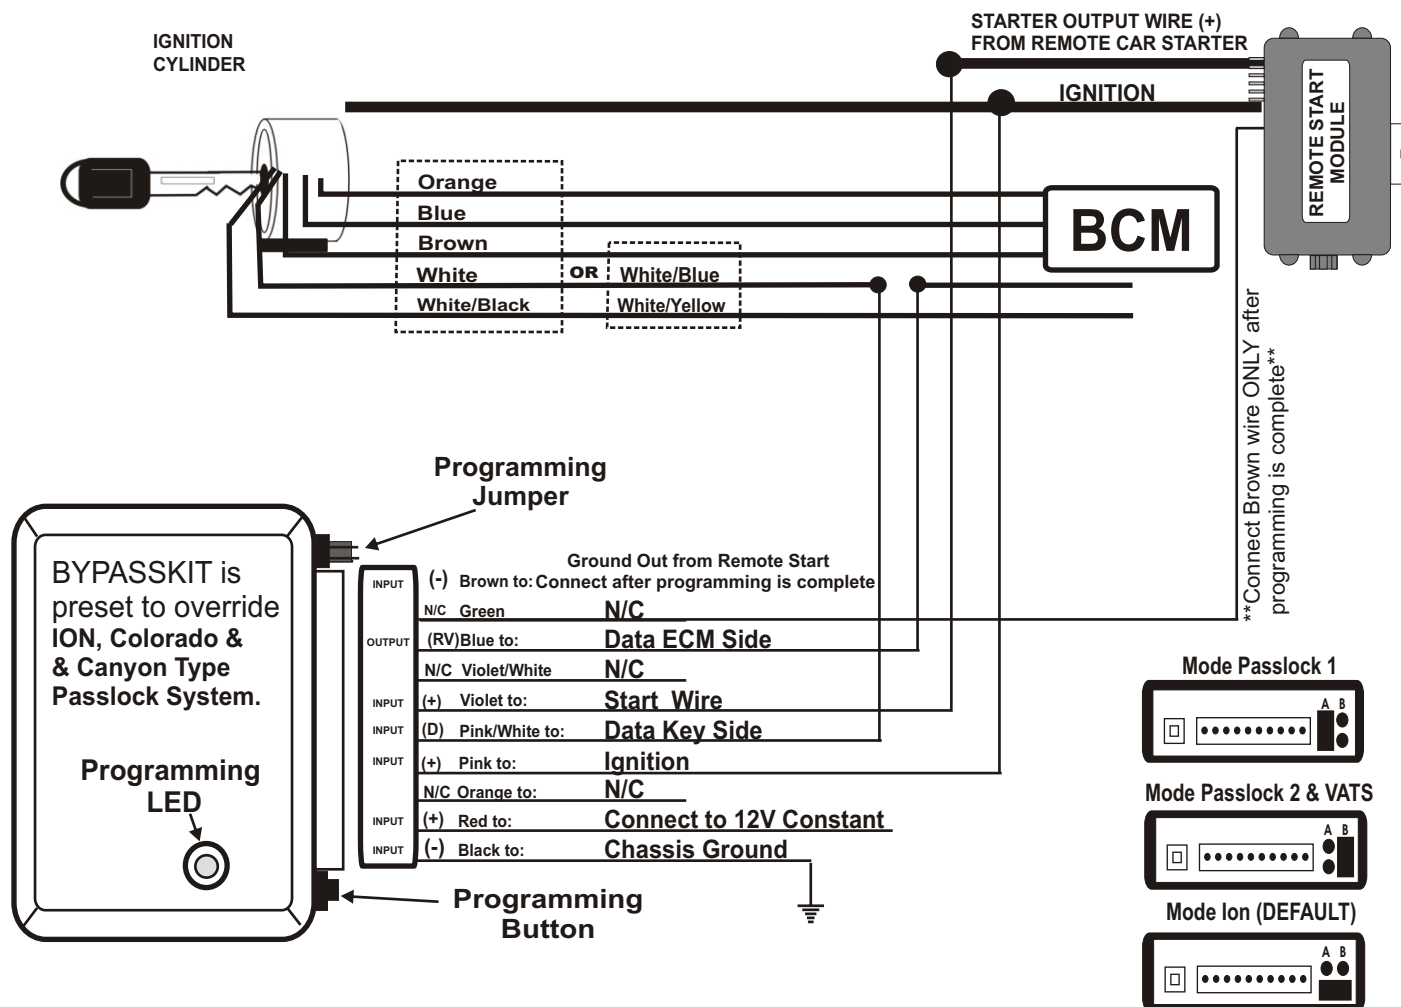 IGNITION
CYLINDER
STARTER OUTPUT WIRE (+)
FROM REMOTE CAR STARTER
IGNITION
REMOTE START
MODULE
Orange
Blue
Brown
White
White/Black
OR
White/Blue
White/Yellow
BCM
**Connect Brown wire ONLY after
programming is complete**
Programming
Jumper
BYPASSKIT is
preset to override
ION, Colorado &
& Canyon Type
Passlock System.
Programming
LED
Ground Out from Remote Start
INPUT (-) Brown to: Connect after programming is complete
N/C Green N/C
OUTPUT (RV) Blue to: Data ECM Side
N/C Violet/White N/C
INPUT (+) Violet to: Start Wire
INPUT (D) Pink/White to: Data Key Side
INPUT (+) Pink to: Ignition
N/C Orange to: N/C
INPUT (+) Red to: Connect to 12V Constant
INPUT (-) Black to: Chassis Ground
Programming
Button
Mode Passlock 1
A B
Mode Passlock 2 & VATS
A B
Mode Ion (DEFAULT)
A B